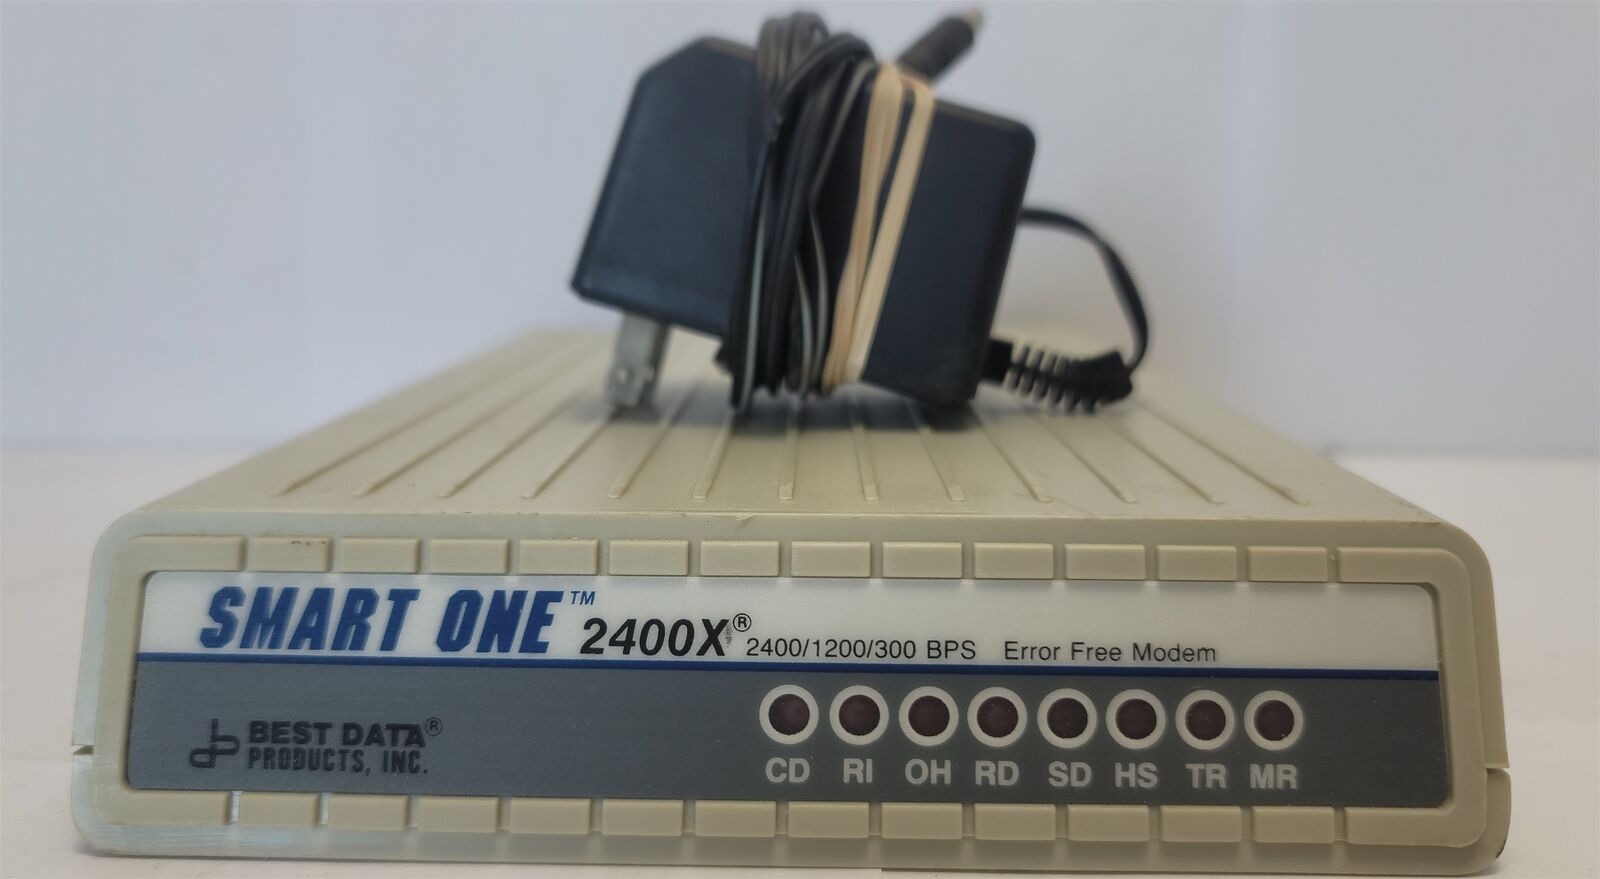 SMART ONE™ 2400X® 2400/1200/300 BPS Error Free Modem
BEST DATA®
PRODUCTS, INC.
CD RI OH RD SD HS TR MR